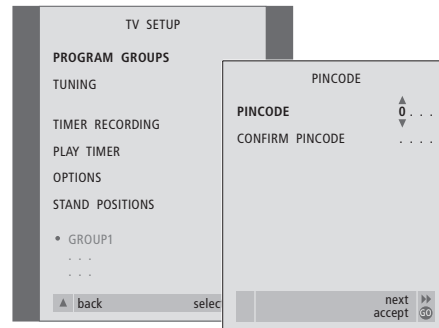 TV SETUP
PROGRAM GROUPS
TUNING
TIMER RECORDING
PLAY TIMER
OPTIONS
STAND POSITIONS
• GROUP1
. . .
. . .
▲ back selec
PINCODE
PINCODE 0 . . .
CONFIRM PINCODE . . . .
next
accept GO